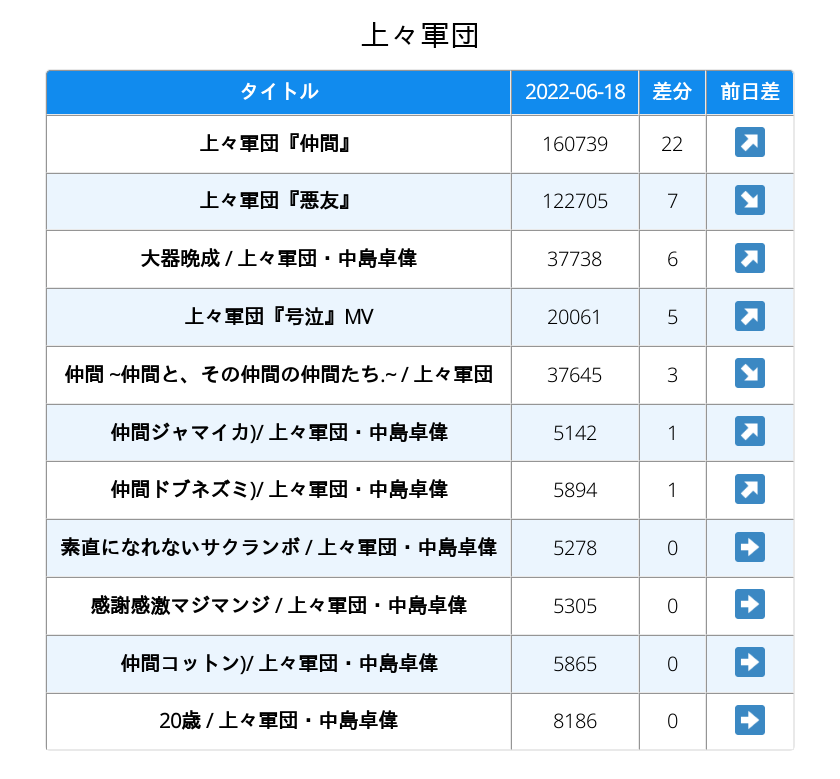 上々軍団
タイトル 2022-06-18 差分 前日差
上々軍団『仲間』 160739 22 ↗
上々軍団『悪友』 122705 7 ↘
大器晩成 / 上々軍団・中島卓偉 37738 6 ↗
上々軍団『号泣』MV 20061 5 ↗
仲間 ~仲間と、その仲間の仲間たち.~ / 上々軍団 37645 3 ↘
仲間ジャマイカ)/ 上々軍団・中島卓偉 5142 1 ↗
仲間ドブネズミ)/ 上々軍団・中島卓偉 5894 1 ↗
素直になれないサクランボ / 上々軍団・中島卓偉 5278 0 ➡
感謝感激マジマンジ / 上々軍団・中島卓偉 5305 0 ➡
仲間コットン)/ 上々軍団・中島卓偉 5865 0 ➡
20歳 / 上々軍団・中島卓偉 8186 0 ➡